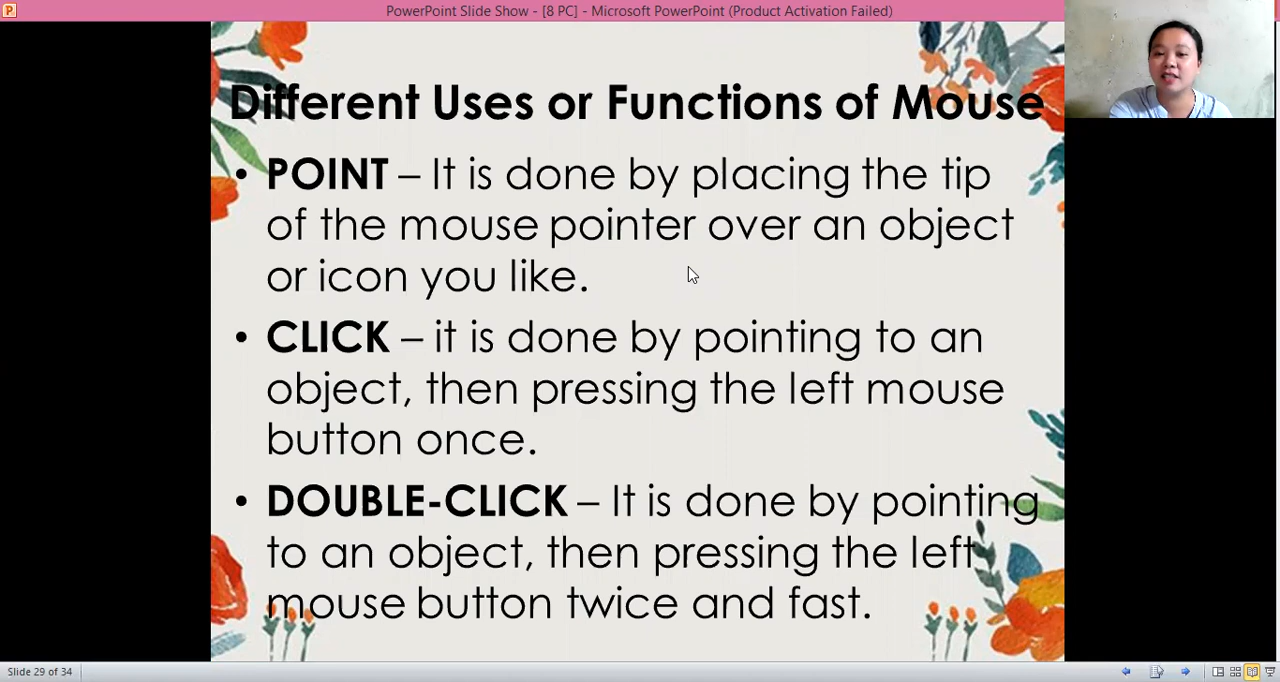 PowerPoint Slide Show - [8 PC] - Microsoft PowerPoint (Product Activation Failed)
Different Uses or Functions of Mouse
• POINT – It is done by placing the tip
of the mouse pointer over an object
or icon you like.
• CLICK – it is done by pointing to an
object, then pressing the left mouse
button once.
• DOUBLE-CLICK – It is done by pointing
to an object, then pressing the left
mouse button twice and fast.
Slide 29 of 34